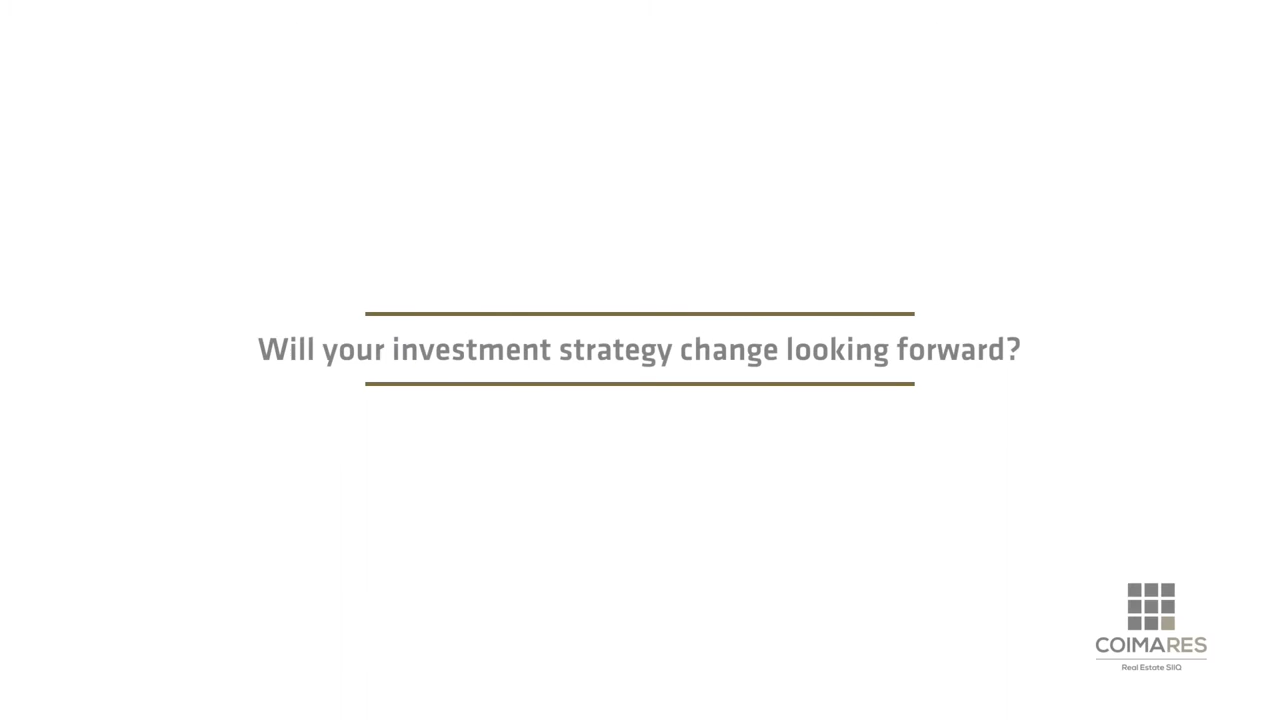 Will your investment strategy change looking forward?
COIMARES
Real Estate SIIQ